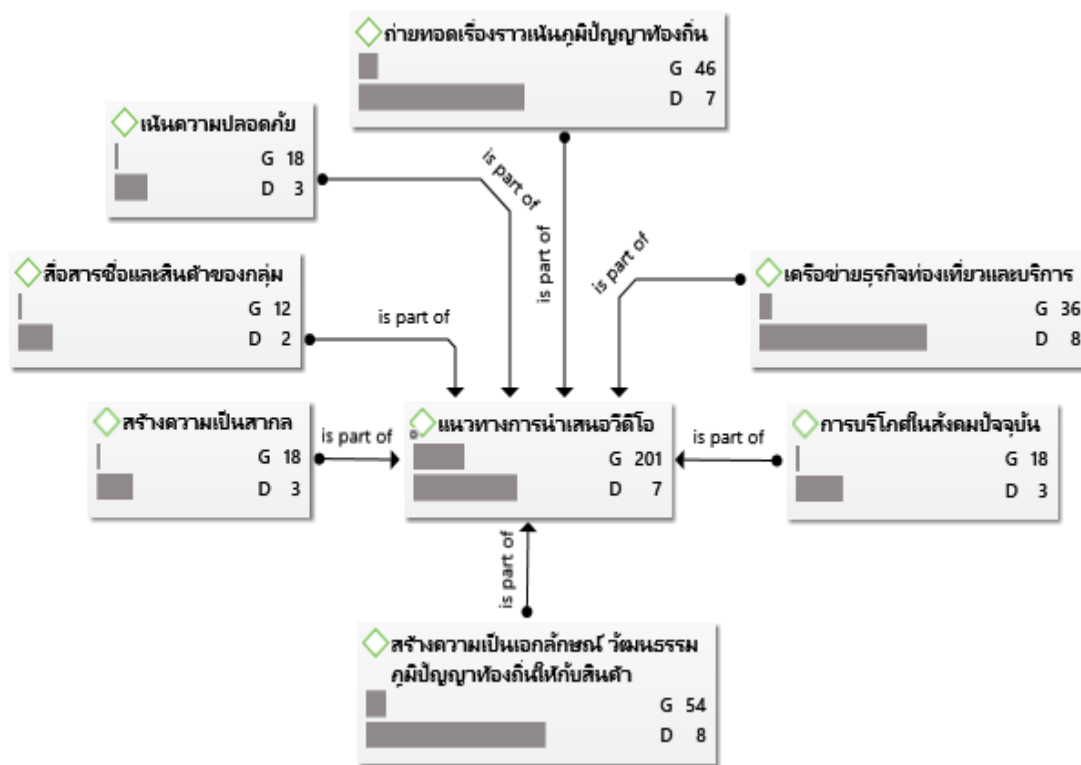 ถ่ายทอดเรื่องราวเน้นภูมิปัญญาท้องถิ่น
G 46
D 7
เน้นความปลอดภัย
G 18
D 3
is part of
is part of
is part of
สื่อสารชื่อและสินค้าของกลุ่ม
G 12
D 2
is part of
เครือข่ายธุรกิจท่องเที่ยวและบริการ
G 36
D 8
สร้างความเป็นสากล
G 18
D 3
is part of
แนวทางการนำเสนอวีดิโอ
G 201
D 7
is part of
การบริโภคในสังคมปัจจุบัน
G 18
D 3
is part of
สร้างความเป็นเอกลักษณ์ วัฒนธรรม
ภูมิปัญญาท้องถิ่นให้กับสินค้า
G 54
D 8